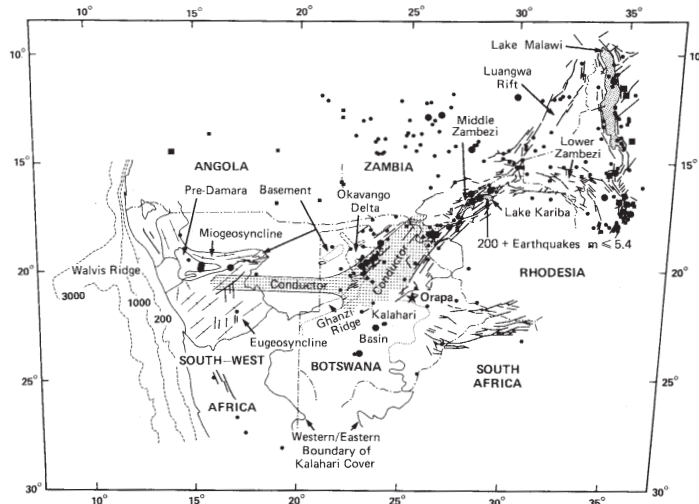 10° 15° 20° 25° 30° 35°
10° 10°
Lake Malawi
Luangwa
Rift
Middle
Zambezi
Lower
Zambezi
15° 15°
ANGOLA ZAMBIA
Pre-Damara Basement Okavango
Delta
Miogeosyncline
Lake Kariba
200 + Earthquakes m ≤ 5.4
20° 20°
Walvis Ridge
RHODESIA
3000 1000 200
Conductor Conductor
Orapa
Ghanzi
Ridge
Kalahari
Basin
Eugeosyncline
SOUTH-WEST
AFRICA
BOTSWANA
SOUTH
AFRICA
25° 25°
Western/Eastern
Boundary of
Kalahari Cover
30° 30°
10° 15° 20° 25° 30° 35°